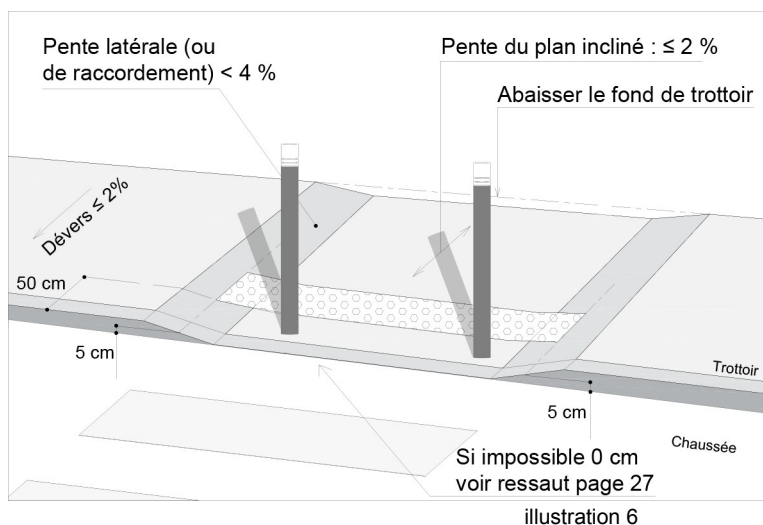 Pente latérale (ou
de raccordement) < 4 %
Pente du plan incliné : ≤ 2 %
Abaisser le fond de trottoir
Dévers ≤ 2%
50 cm
5 cm
Trottoir
5 cm
Chaussée
Si impossible 0 cm
voir ressaut page 27
illustration 6